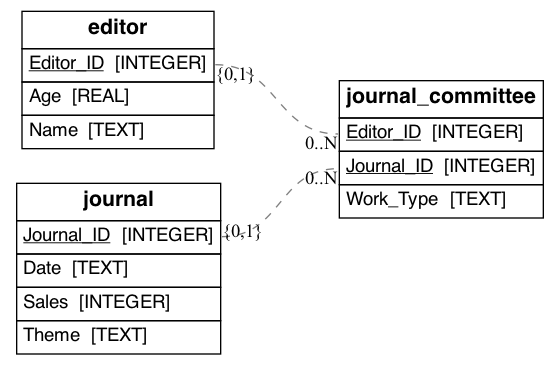 editor
Editor_ID [INTEGER]
Age [REAL]
Name [TEXT]
{0,1}
journal_committee
Editor_ID [INTEGER]
Journal_ID [INTEGER]
Work_Type [TEXT]
0..N
0..N
journal
Journal_ID [INTEGER]
Date [TEXT]
Sales [INTEGER]
Theme [TEXT]
{0,1}